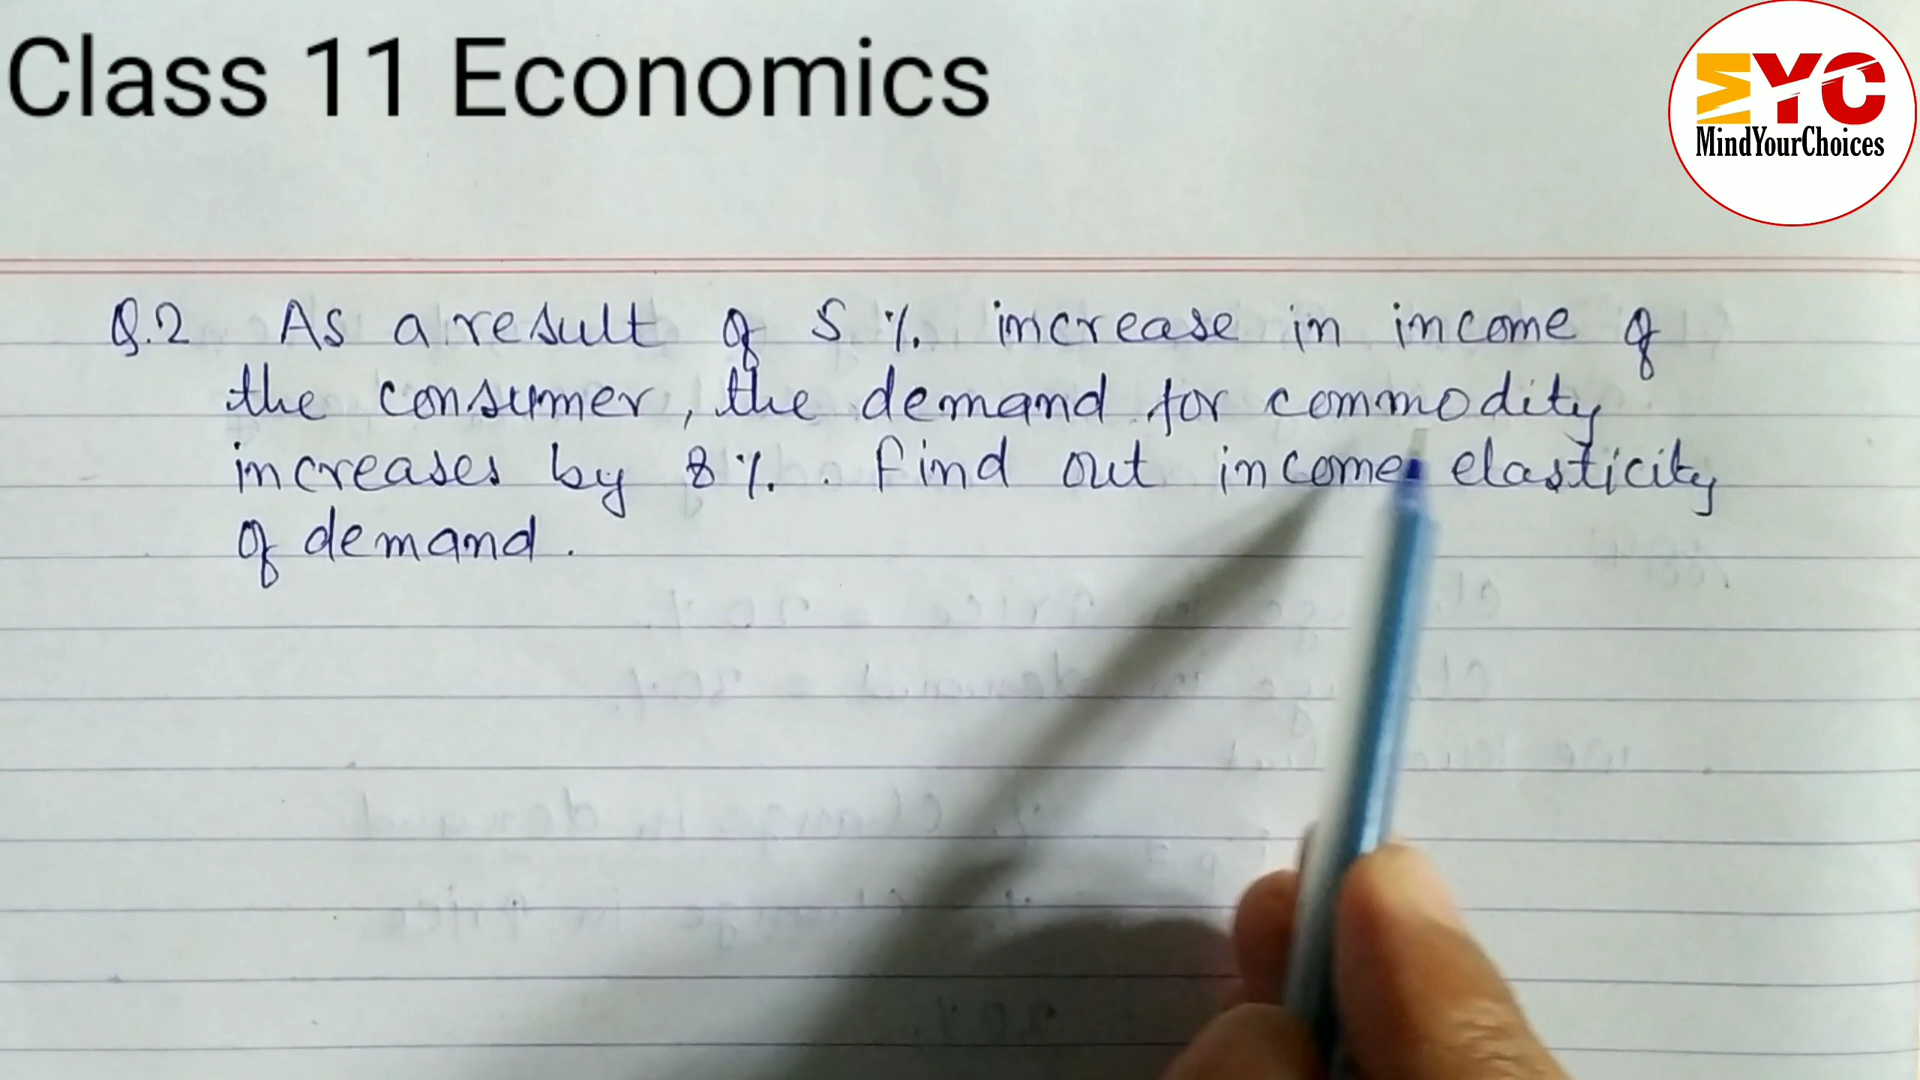 Class 11 Economics
MYC
MindYourChoices
Q.2 As a result of 5%. increase in income of
the consumer, the demand for commodity
increases by 8%. . Find out income elasticity
of demand.